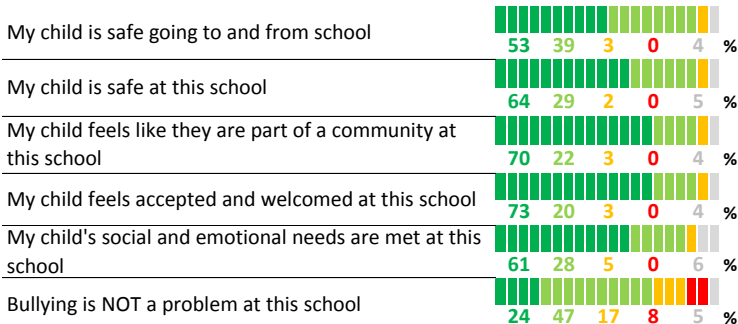 My child is safe going to and from school
53 39 3 0 4 %
My child is safe at this school
64 29 2 0 5 %
My child feels like they are part of a community at
this school
70 22 3 0 4 %
My child feels accepted and welcomed at this school
73 20 3 0 4 %
My child's social and emotional needs are met at this
school
61 28 5 0 6 %
Bullying is NOT a problem at this school
24 47 17 8 5 %